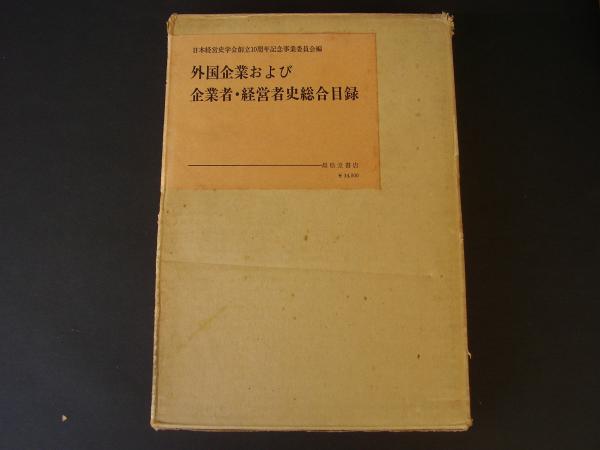 日本経営史学会創立10周年記念事業委員会編
外国企業および
企業者・経営者史総合目録
雄松堂書店
¥ 14,000